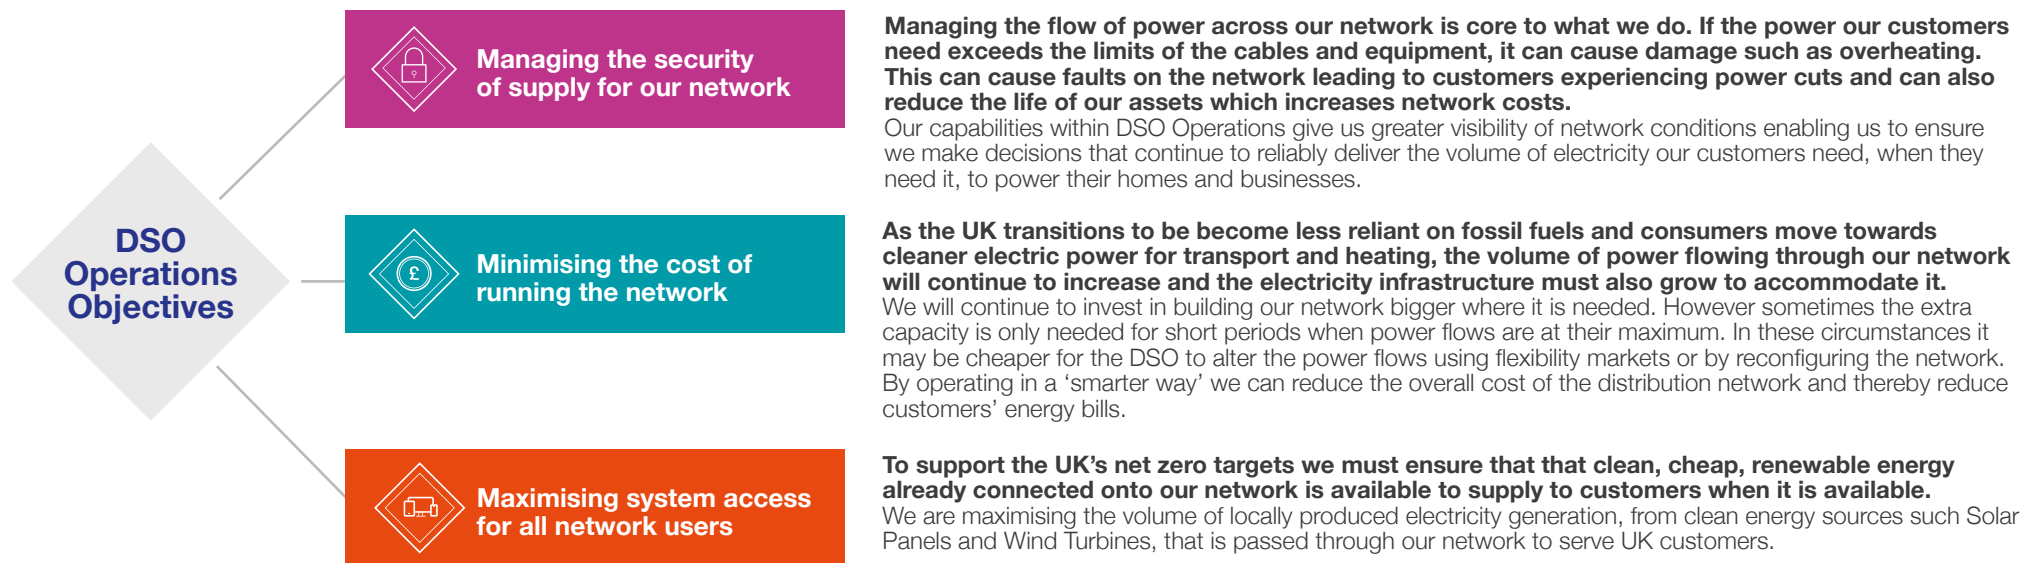 DSO
Operations
Objectives
Managing the security
of supply for our network
Managing the flow of power across our network is core to what we do. If the power our customers
need exceeds the limits of the cables and equipment, it can cause damage such as overheating.
This can cause faults on the network leading to customers experiencing power cuts and can also
reduce the life of our assets which increases network costs.
Our capabilities within DSO Operations give us greater visibility of network conditions enabling us to ensure
we make decisions that continue to reliably deliver the volume of electricity our customers need, when they
need it, to power their homes and businesses.
£
Minimising the cost of
running the network
As the UK transitions to be become less reliant on fossil fuels and consumers move towards
cleaner electric power for transport and heating, the volume of power flowing through our network
will continue to increase and the electricity infrastructure must also grow to accommodate it.
We will continue to invest in building our network bigger where it is needed. However sometimes the extra
capacity is only needed for short periods when power flows are at their maximum. In these circumstances it
may be cheaper for the DSO to alter the power flows using flexibility markets or by reconfiguring the network.
By operating in a ‘smarter way’ we can reduce the overall cost of the distribution network and thereby reduce
customers’ energy bills.
Maximising system access
for all network users
To support the UK’s net zero targets we must ensure that that clean, cheap, renewable energy
already connected onto our network is available to supply to customers when it is available.
We are maximising the volume of locally produced electricity generation, from clean energy sources such Solar
Panels and Wind Turbines, that is passed through our network to serve UK customers.